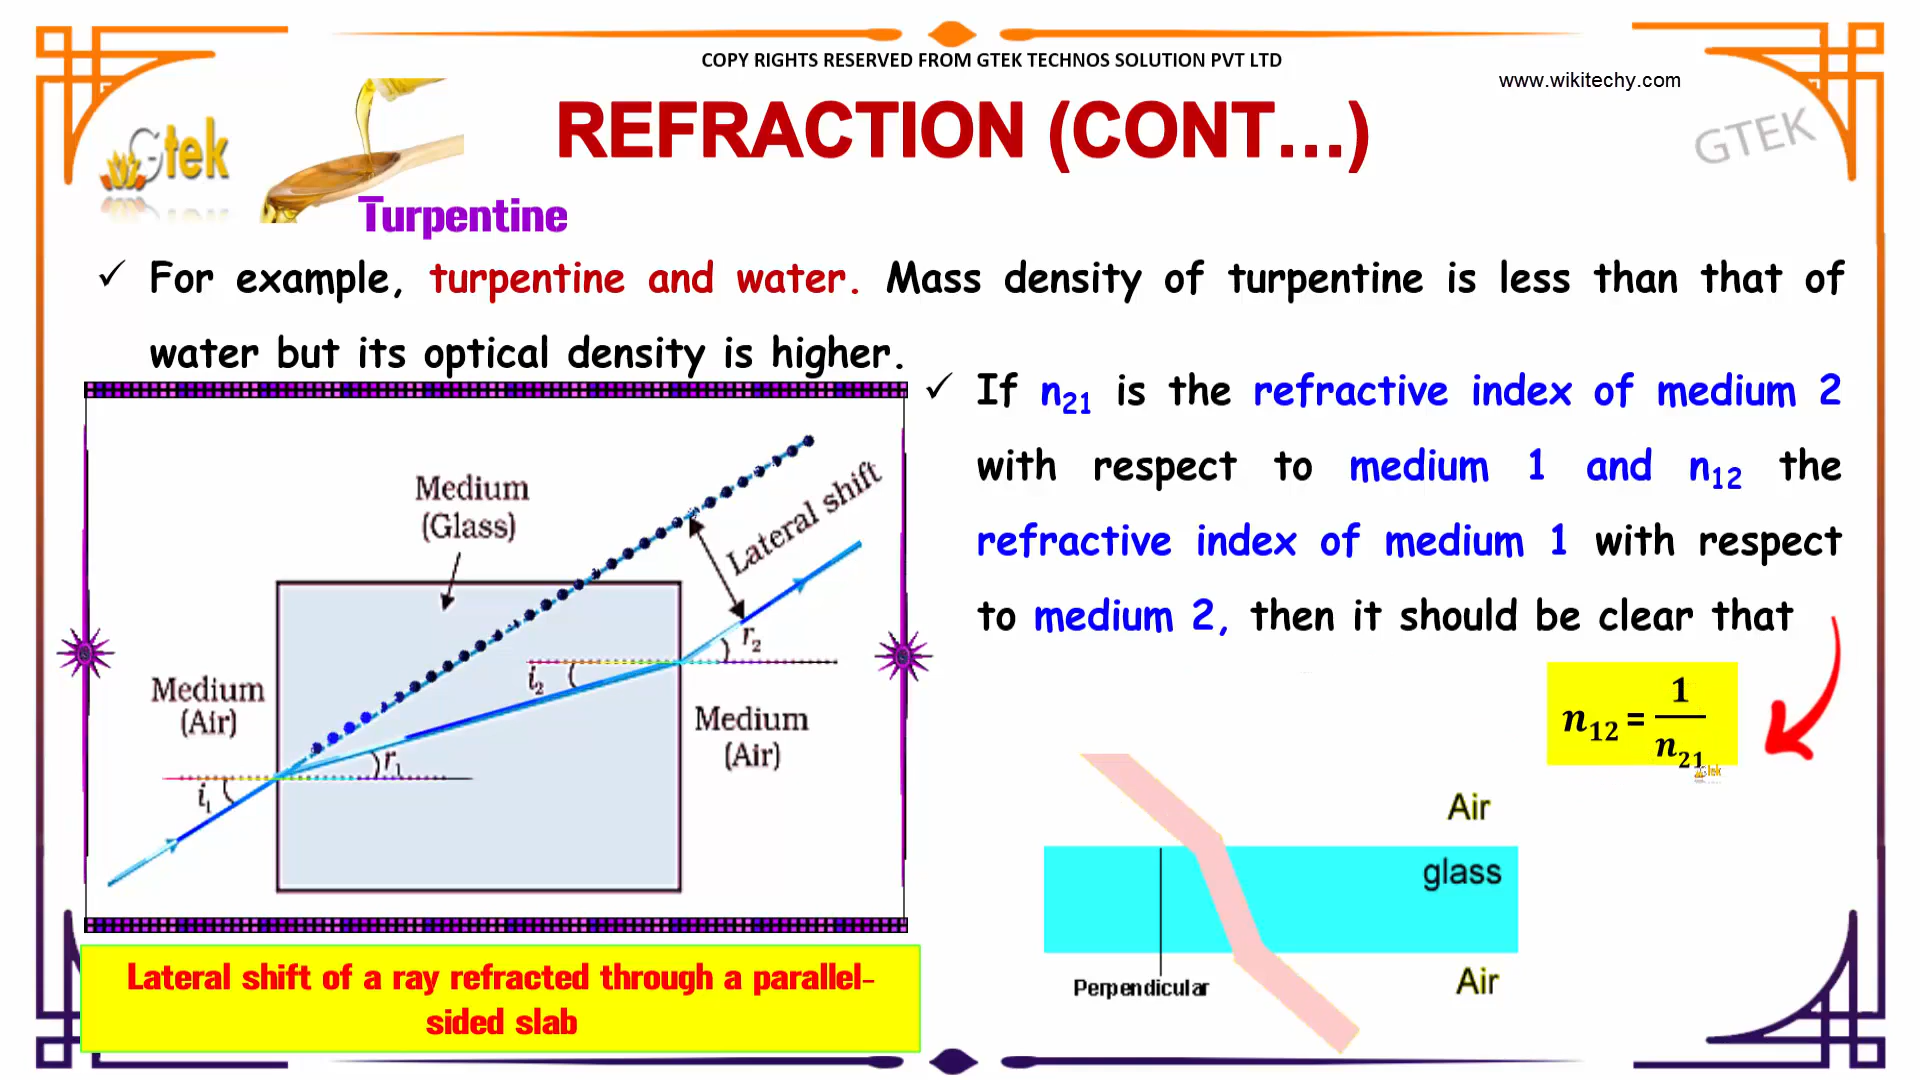 COPY RIGHTS RESERVED FROM GTEK TECHNOS SOLUTION PVT LTD
www.wikitechy.com
Gtek
REFRACTION (CONT...)
GTEK
Turpentine
✓ For example, turpentine and water. Mass density of turpentine is less than that of
water but its optical density is higher.
✓ If n21 is the refractive index of medium 2
with respect to medium 1 and n12 the
refractive index of medium 1 with respect
to medium 2, then it should be clear that
n12 = 1/n21
Gtek
Medium
(Glass)
Lateral shift
r2
i2
Medium
(Air)
Medium
(Air)
r1
i1
Air
glass
Air
Perpendicular
Lateral shift of a ray refracted through a parallel-
sided slab